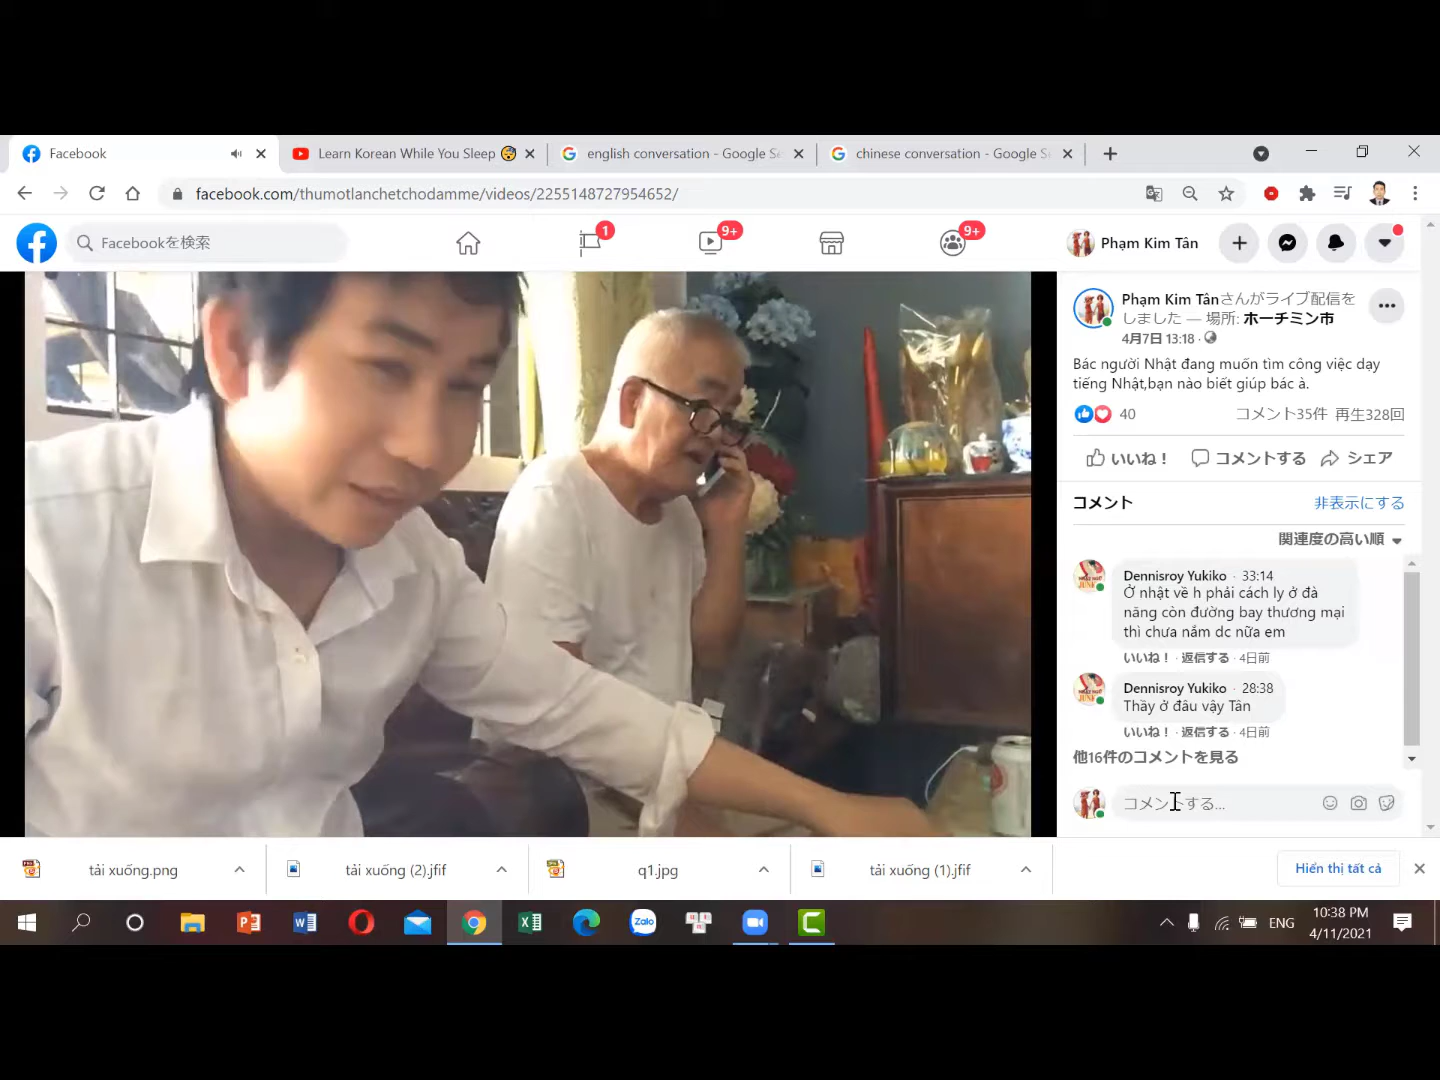 Facebook
Learn Korean While You Sleep 😴
english conversation - Google Se
chinese conversation - Google Se
facebook.com/thumotlanchetchodamme/videos/2255148727954652/
Facebookを検索
1
9+
9+
Phạm Kim Tân
Phạm Kim Tânさんがライブ配信を
しました — 場所: ホーチミン市
4月7日 13:18 ·
Bác người Nhật đang muốn tìm công việc dạy
tiếng Nhật,bạn nào biết giúp bác à.
40 コメント35件 再生328回
いいね！ コメントする シェア
コメント 非表示にする
関連度の高い順
Dennisroy Yukiko · 33:14
Ở nhật về h phải cách ly ở đà
năng còn đường bay thương mại
thì chưa nắm dc nữa em
いいね！ · 返信する · 4日前
Dennisroy Yukiko · 28:38
Thầy ở đâu vậy Tân
いいね！ · 返信する · 4日前
他16件のコメントを見る
コメントする...
tải xuống.png
tải xuống (2).jfif
q1.jpg
tải xuống (1).jfif
Hiển thị tất cả
Zalo
ENG
10:38 PM
4/11/2021